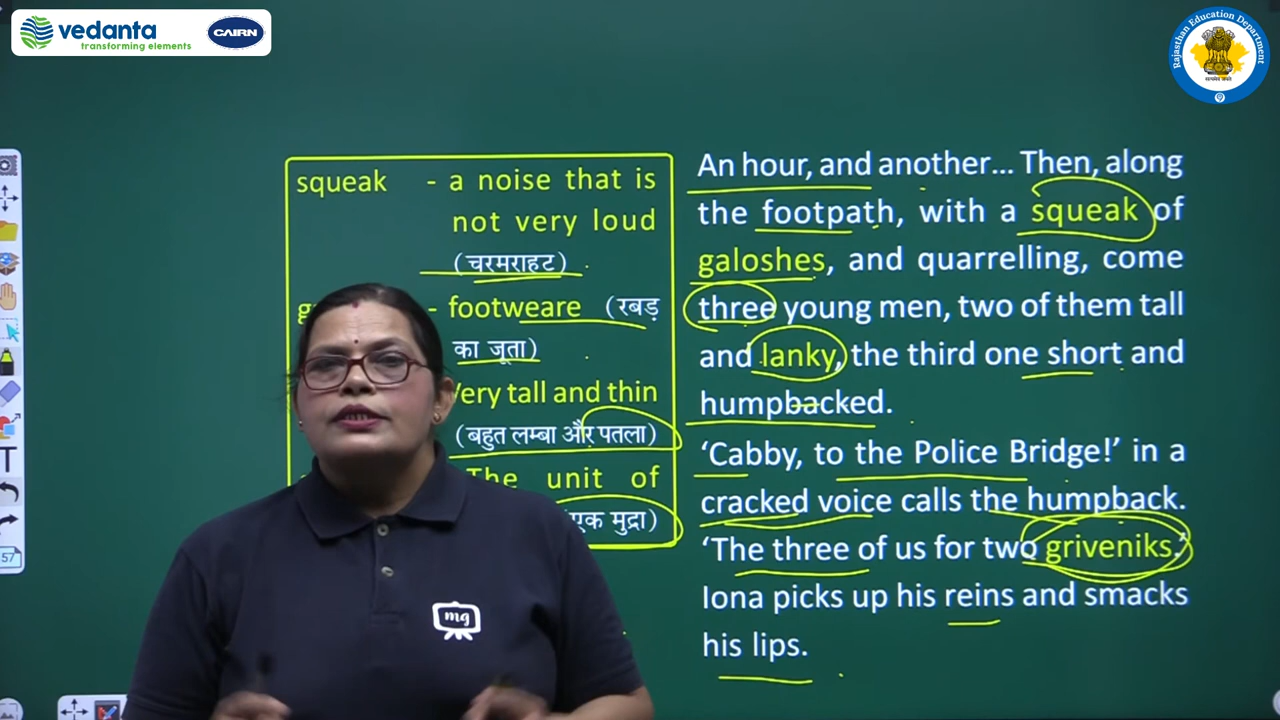 vedanta
transforming elements
CAIRN
Rajasthan Education Department
squeak - a noise that is
not very loud
(चरमराहट)
- footweare (रबड़
का जूता)
very tall and thin
(बहुत लम्बा और पतला)
The unit of
(एक मुद्रा)
An hour, and another... Then, along
the footpath, with a squeak of
galoshes, and quarrelling, come
three young men, two of them tall
and lanky, the third one short and
humpbacked.
‘Cabby, to the Police Bridge!’ in a
cracked voice calls the humpback.
‘The three of us for two griveniks.’
Iona picks up his reins and smacks
his lips.
mg
57